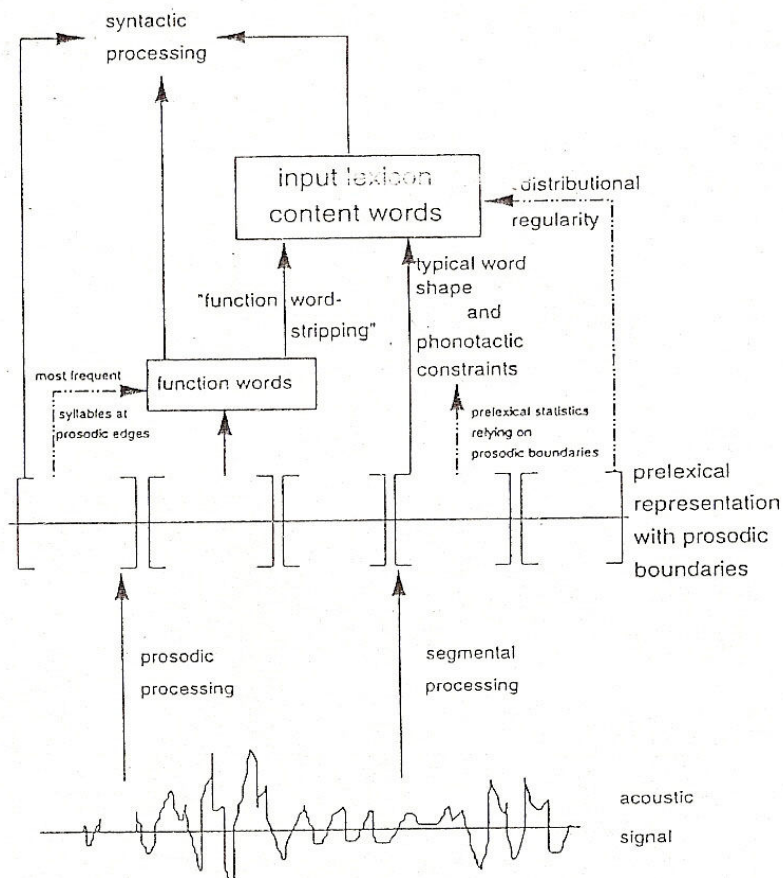 syntactic
processing
input lexicon
content words
distributional
regularity
typical word
shape
and
phonotactic
constraints
"function word-
stripping"
most frequent
function words
syllables at
prosodic edges
prelexical statistics
relying on
prosodic boundaries
prelexical
representation
with prosodic
boundaries
prosodic
processing
segmental
processing
acoustic
signal